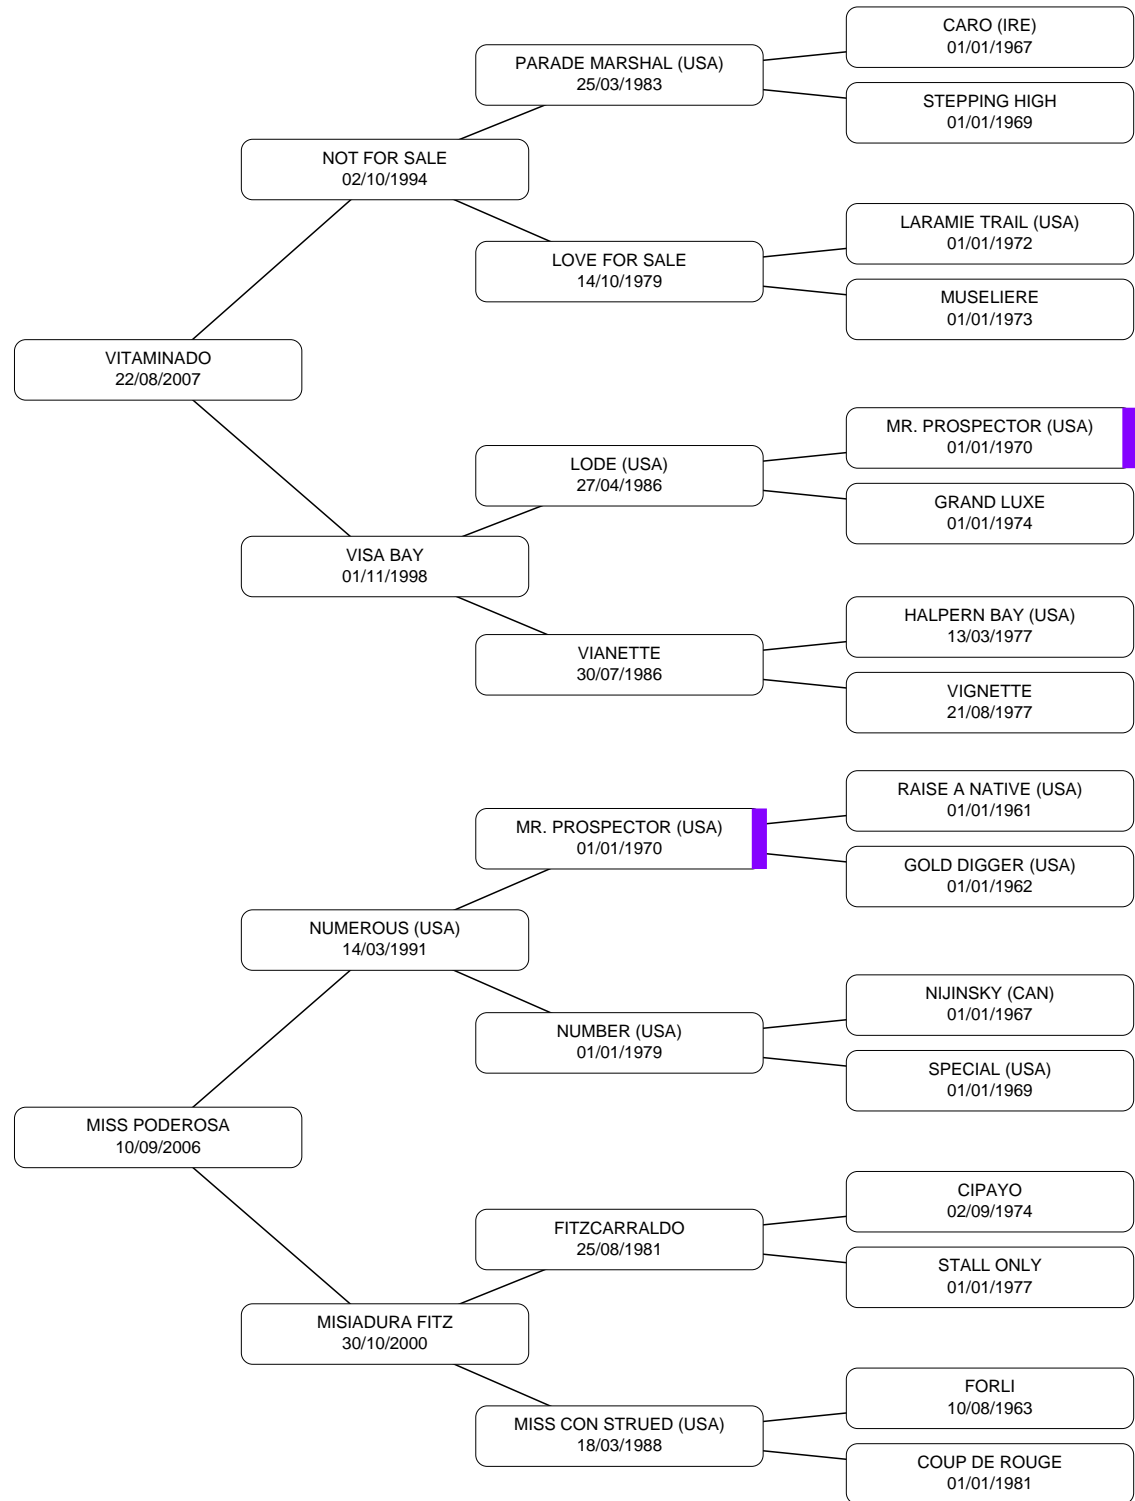 CARO (IRE)
01/01/1967
PARADE MARSHAL (USA)
25/03/1983
STEPPING HIGH
01/01/1969
NOT FOR SALE
02/10/1994
LARAMIE TRAIL (USA)
01/01/1972
LOVE FOR SALE
14/10/1979
MUSELIERE
01/01/1973
VITAMINADO
22/08/2007
MR. PROSPECTOR (USA)
01/01/1970
LODE (USA)
27/04/1986
GRAND LUXE
01/01/1974
VISA BAY
01/11/1998
HALPERN BAY (USA)
13/03/1977
VIANETTE
30/07/1986
VIGNETTE
21/08/1977
RAISE A NATIVE (USA)
01/01/1961
MR. PROSPECTOR (USA)
01/01/1970
GOLD DIGGER (USA)
01/01/1962
NUMEROUS (USA)
14/03/1991
NIJINSKY (CAN)
01/01/1967
NUMBER (USA)
01/01/1979
SPECIAL (USA)
01/01/1969
MISS PODEROSA
10/09/2006
CIPAYO
02/09/1974
FITZCARRALDO
25/08/1981
STALL ONLY
01/01/1977
MISIADURA FITZ
30/10/2000
FORLI
10/08/1963
MISS CON STRUED (USA)
18/03/1988
COUP DE ROUGE
01/01/1981